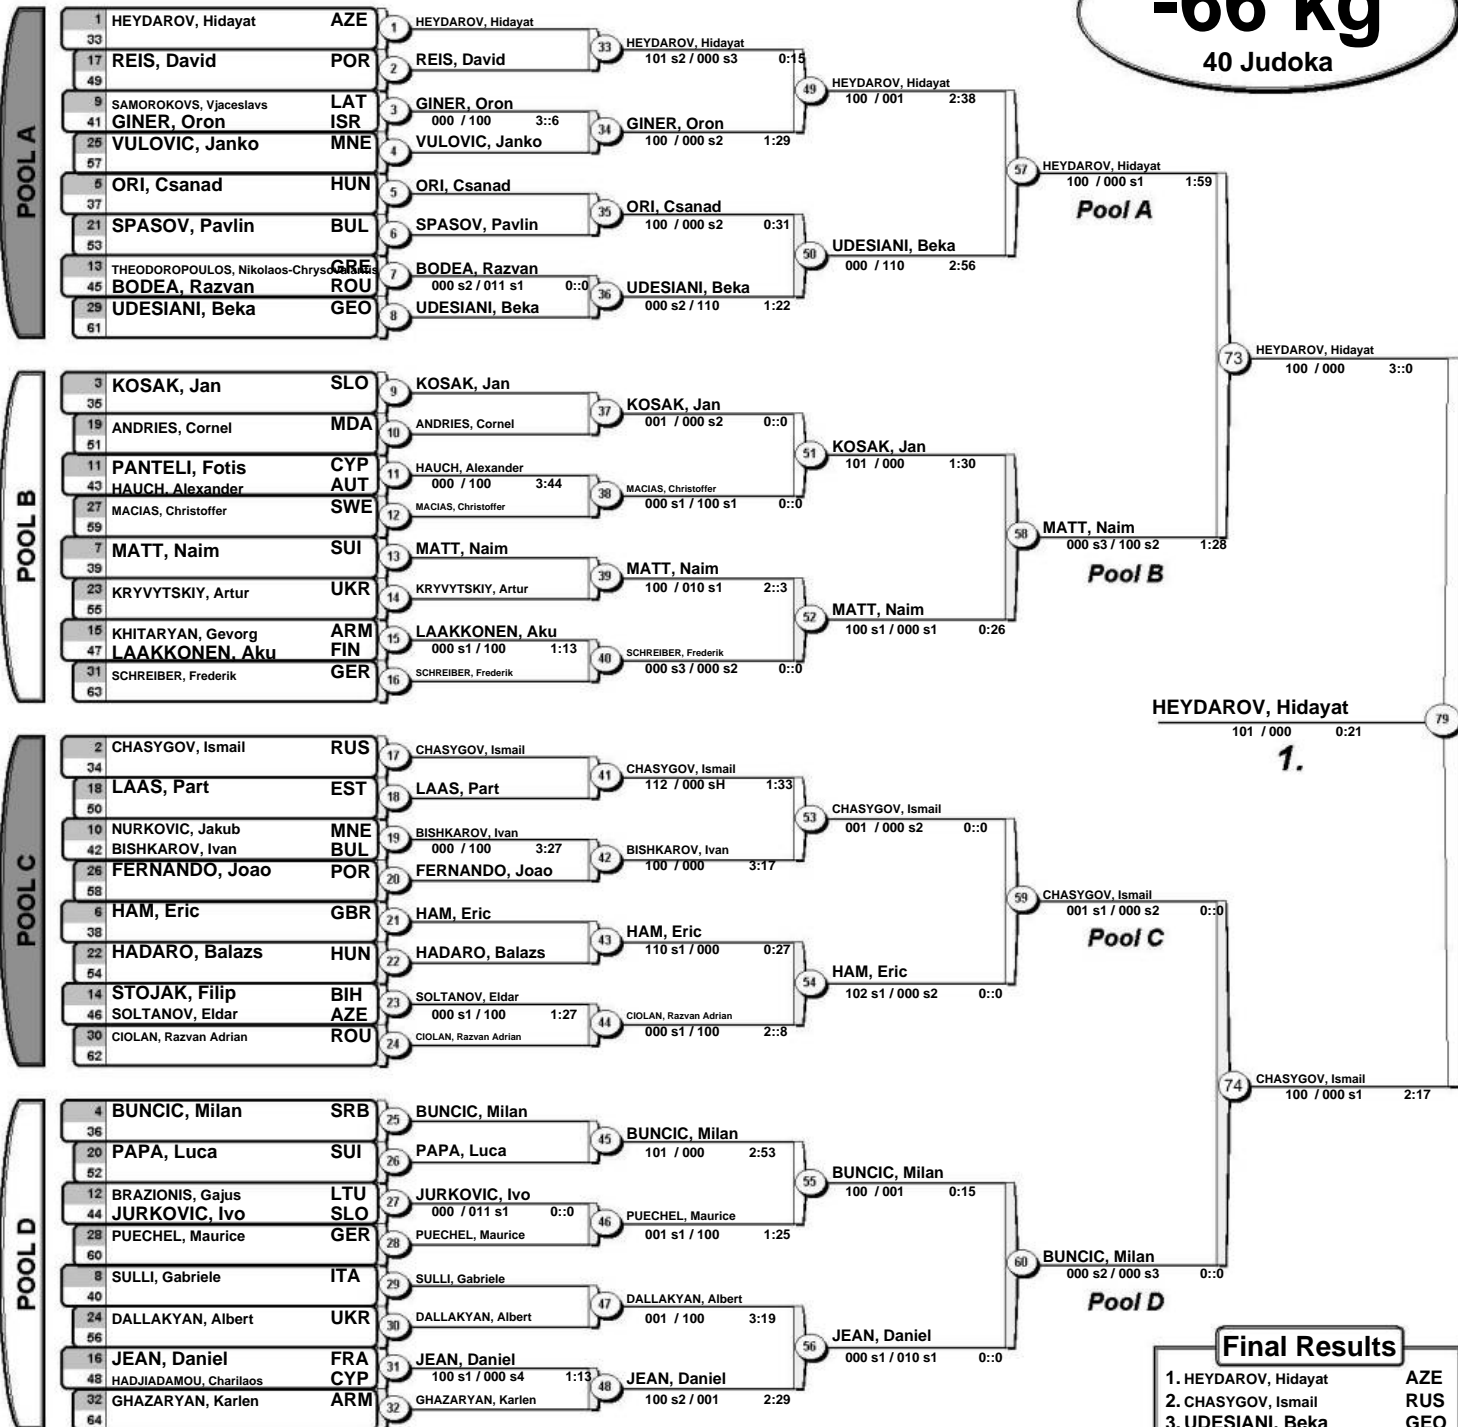 -66 kg
40 Judoka
POOL A
1 HEYDAROV, Hidayat AZE
33
17 REIS, David POR
49
9 SAMOROKOVS, Vjaceslavs LAT
41 GINER, Oron ISR
25 VULOVIC, Janko MNE
57
5 ORI, Csanad HUN
37
21 SPASOV, Pavlin BUL
53
13 THEODOROPOULOS, Nikolaos-Chrysovalantis GRE
45 BODEA, Razvan ROU
29 UDESIANI, Beka GEO
61
1 HEYDAROV, Hidayat
2 REIS, David
3 GINER, Oron
000 / 100 3::6
4 VULOVIC, Janko
5 ORI, Csanad
6 SPASOV, Pavlin
7 BODEA, Razvan
000 s2 / 011 s1 0::0
8 UDESIANI, Beka
33 HEYDAROV, Hidayat
101 s2 / 000 s3 0:15
34 GINER, Oron
100 / 000 s2 1:29
35 ORI, Csanad
100 / 000 s2 0:31
36 UDESIANI, Beka
000 s2 / 110 1:22
49 HEYDAROV, Hidayat
100 / 001 2:38
50 UDESIANI, Beka
000 / 110 2:56
57 HEYDAROV, Hidayat
100 / 000 s1 1:59
Pool A
POOL B
3 KOSAK, Jan SLO
35
19 ANDRIES, Cornel MDA
51
11 PANTELI, Fotis CYP
43 HAUCH, Alexander AUT
27 MACIAS, Christoffer SWE
59
7 MATT, Naim SUI
39
23 KRYVYTSKIY, Artur UKR
55
15 KHITARYAN, Gevorg ARM
47 LAAKKONEN, Aku FIN
31 SCHREIBER, Frederik GER
63
9 KOSAK, Jan
10 ANDRIES, Cornel
11 HAUCH, Alexander
000 / 100 3:44
12 MACIAS, Christoffer
13 MATT, Naim
14 KRYVYTSKIY, Artur
15 LAAKKONEN, Aku
000 s1 / 100 1:13
16 SCHREIBER, Frederik
37 KOSAK, Jan
001 / 000 s2 0::0
38 MACIAS, Christoffer
000 s1 / 100 s1 0::0
39 MATT, Naim
100 / 010 s1 2::3
40 SCHREIBER, Frederik
000 s3 / 000 s2 0::0
51 KOSAK, Jan
101 / 000 1:30
52 MATT, Naim
100 s1 / 000 s1 0:26
58 MATT, Naim
000 s3 / 100 s2 1:28
Pool B
73 HEYDAROV, Hidayat
100 / 000 3::0
HEYDAROV, Hidayat 79
101 / 000 0:21
1.
POOL C
2 CHASYGOV, Ismail RUS
34
18 LAAS, Part EST
50
10 NURKOVIC, Jakub MNE
42 BISHKAROV, Ivan BUL
26 FERNANDO, Joao POR
58
6 HAM, Eric GBR
38
22 HADARO, Balazs HUN
54
14 STOJAK, Filip BIH
46 SOLTANOV, Eldar AZE
30 CIOLAN, Razvan Adrian ROU
62
17 CHASYGOV, Ismail
18 LAAS, Part
19 BISHKAROV, Ivan
000 / 100 3:27
20 FERNANDO, Joao
21 HAM, Eric
22 HADARO, Balazs
23 SOLTANOV, Eldar
000 s1 / 100 1:27
24 CIOLAN, Razvan Adrian
41 CHASYGOV, Ismail
112 / 000 sH 1:33
42 BISHKAROV, Ivan
100 / 000 3:17
43 HAM, Eric
110 s1 / 000 0:27
44 CIOLAN, Razvan Adrian
000 s1 / 100 2::8
53 CHASYGOV, Ismail
001 / 000 s2 0::0
54 HAM, Eric
102 s1 / 000 s2 0::0
59 CHASYGOV, Ismail
001 s1 / 000 s2 0::0
Pool C
POOL D
4 BUNCIC, Milan SRB
36
20 PAPA, Luca SUI
52
12 BRAZIONIS, Gajus LTU
44 JURKOVIC, Ivo SLO
28 PUECHEL, Maurice GER
60
8 SULLI, Gabriele ITA
40
24 DALLAKYAN, Albert UKR
56
16 JEAN, Daniel FRA
48 HADJIADAMOU, Charilaos CYP
32 GHAZARYAN, Karlen ARM
64
25 BUNCIC, Milan
26 PAPA, Luca
27 JURKOVIC, Ivo
000 / 011 s1 0::0
28 PUECHEL, Maurice
29 SULLI, Gabriele
30 DALLAKYAN, Albert
31 JEAN, Daniel
100 s1 / 000 s4 1:13
32 GHAZARYAN, Karlen
45 BUNCIC, Milan
101 / 000 2:53
46 PUECHEL, Maurice
001 s1 / 100 1:25
47 DALLAKYAN, Albert
001 / 100 3:19
48 JEAN, Daniel
100 s2 / 001 2:29
55 BUNCIC, Milan
100 / 001 0:15
56 JEAN, Daniel
000 s1 / 010 s1 0::0
60 BUNCIC, Milan
000 s2 / 000 s3 0::0
Pool D
74 CHASYGOV, Ismail
100 / 000 s1 2:17
Final Results
1. HEYDAROV, Hidayat AZE
2. CHASYGOV, Ismail RUS
3. UDESIANI, Beka GEO